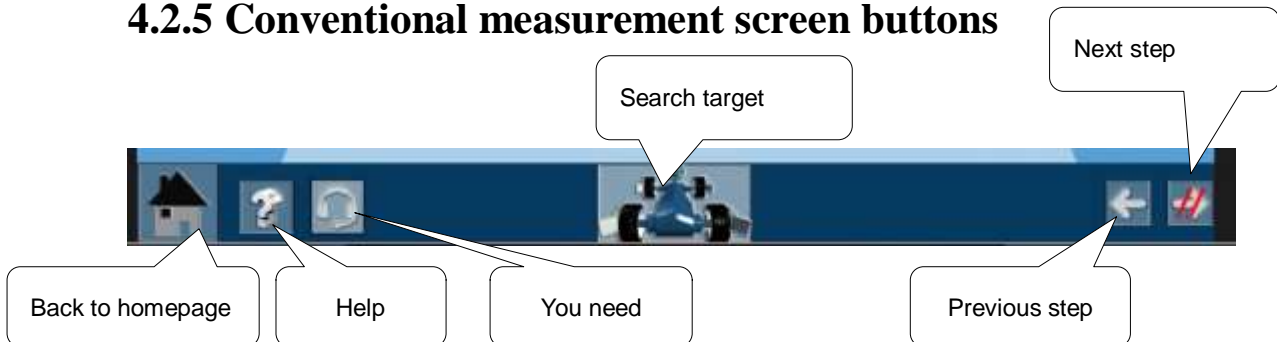 4.2.5 Conventional measurement screen buttons
Next step
Search target
Back to homepage
Help
You need
Previous step